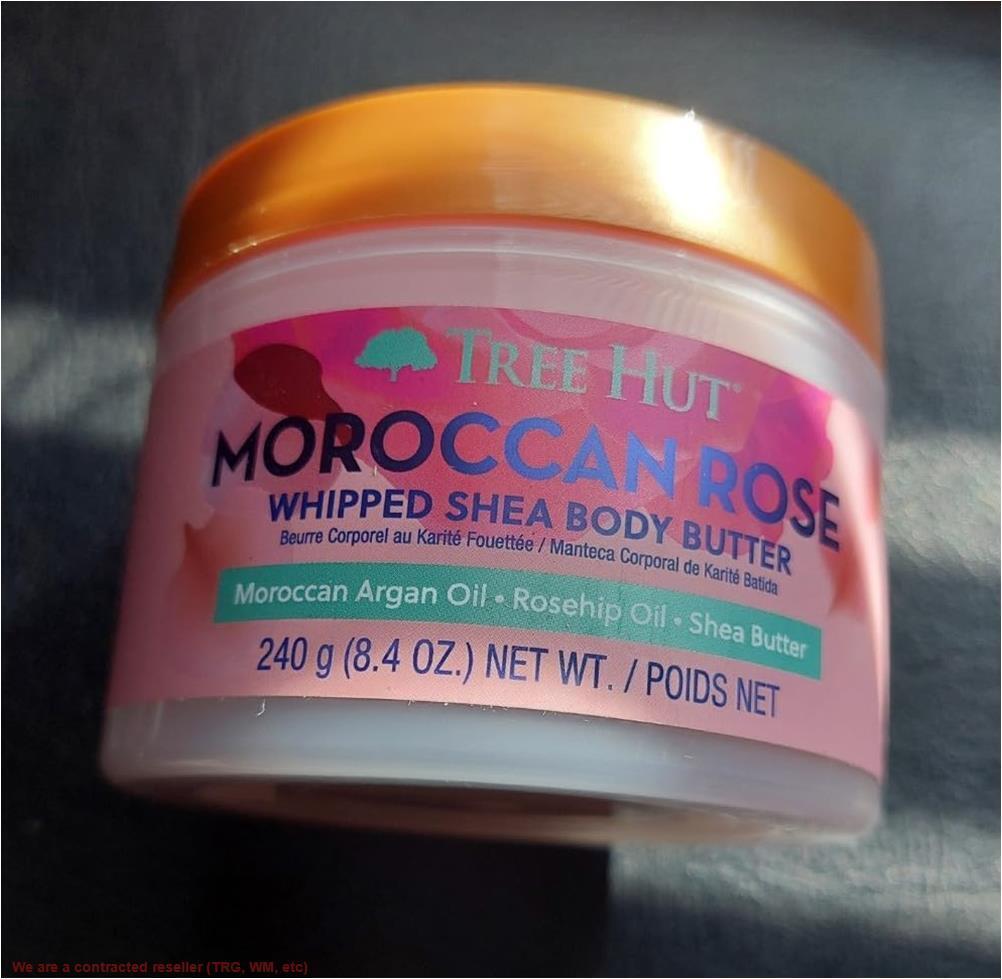 TREE HUT®
MOROCCAN ROSE
WHIPPED SHEA BODY BUTTER
Beurre Corporel au Karité Fouettée / Manteca Corporal de Karité Batida
Moroccan Argan Oil • Rosehip Oil • Shea Butter
240 g (8.4 OZ.) NET WT. / POIDS NET
We are a contracted reseller (TRG, WM, etc)